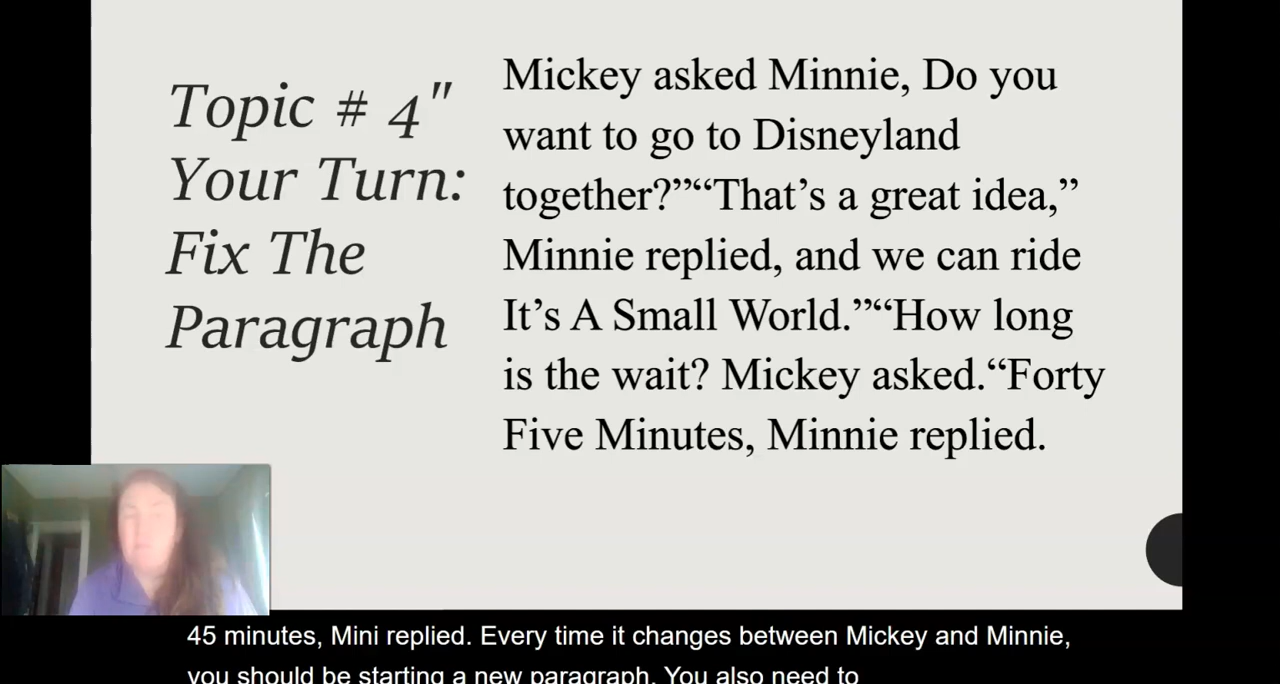 Topic # 4"
Your Turn:
Fix The
Paragraph
Mickey asked Minnie, Do you
want to go to Disneyland
together?”“That’s a great idea,”
Minnie replied, and we can ride
It’s A Small World.”“How long
is the wait? Mickey asked.“Forty
Five Minutes, Minnie replied.
45 minutes, Mini replied. Every time it changes between Mickey and Minnie,
you should be starting a new paragraph. You also need to